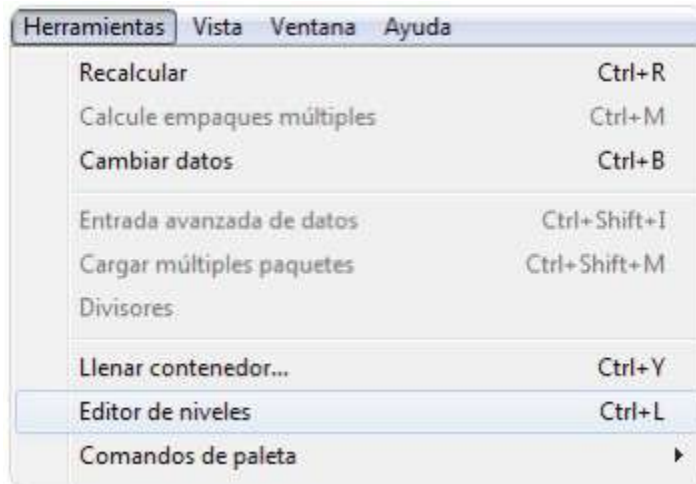 Herramientas Vista Ventana Ayuda
Recalcular Ctrl+R
Calcule empaques múltiples Ctrl+M
Cambiar datos Ctrl+B
Entrada avanzada de datos Ctrl+Shift+I
Cargar múltiples paquetes Ctrl+Shift+M
Divisores
Llenar contenedor... Ctrl+Y
Editor de niveles Ctrl+L
Comandos de paleta